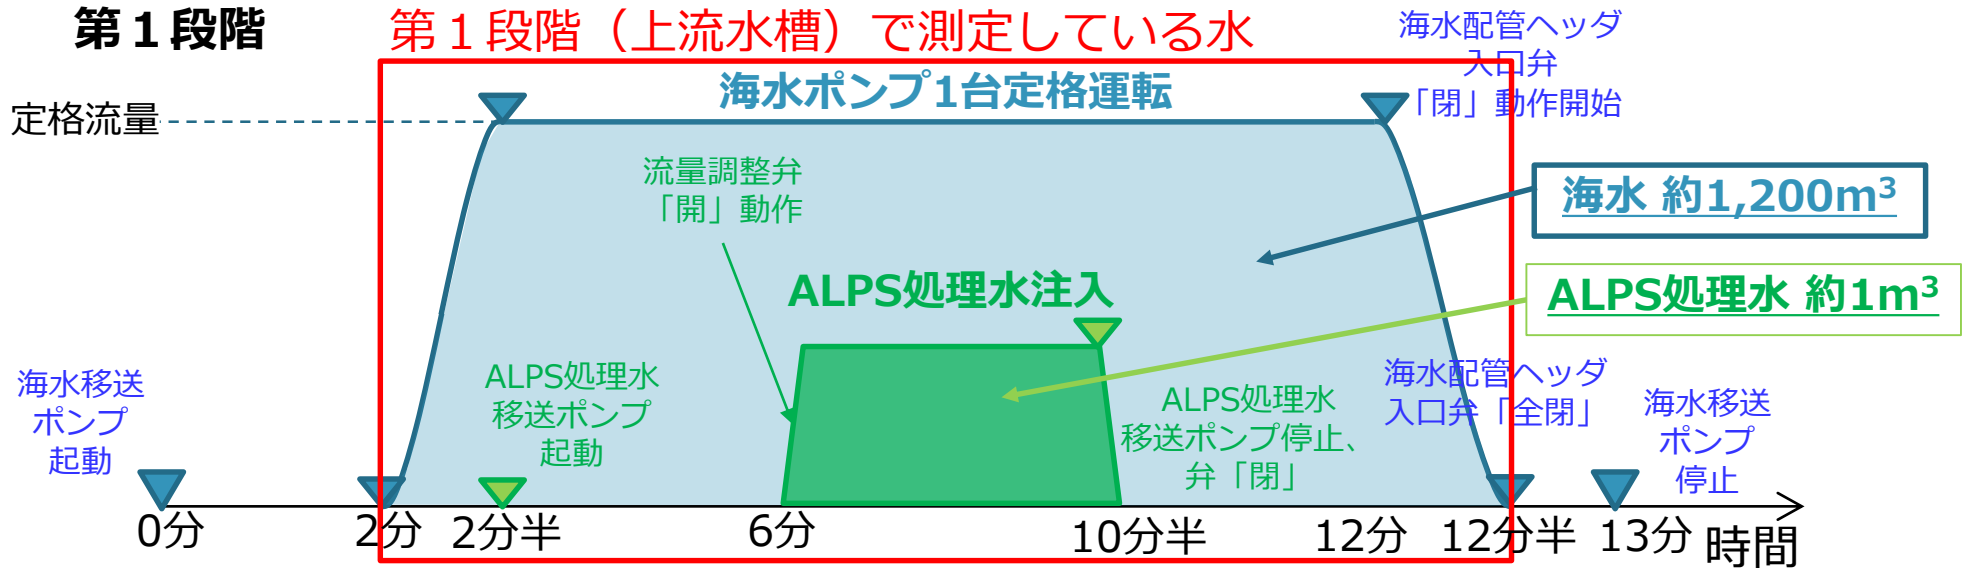 第１段階
第１段階（上流水槽）で測定している水
海水配管ヘッダ
入口弁
「閉」動作開始
海水ポンプ1台定格運転
定格流量
流量調整弁
「開」動作
海水 約1,200m³
ALPS処理水注入
ALPS処理水 約1m³
海水移送
ポンプ
起動
ALPS処理水
移送ポンプ
起動
ALPS処理水
移送ポンプ停止、
弁「閉」
海水配管ヘッダ
入口弁「全閉」
海水移送
ポンプ
停止
0分
2分
2分半
6分
10分半
12分
12分半
13分
時間